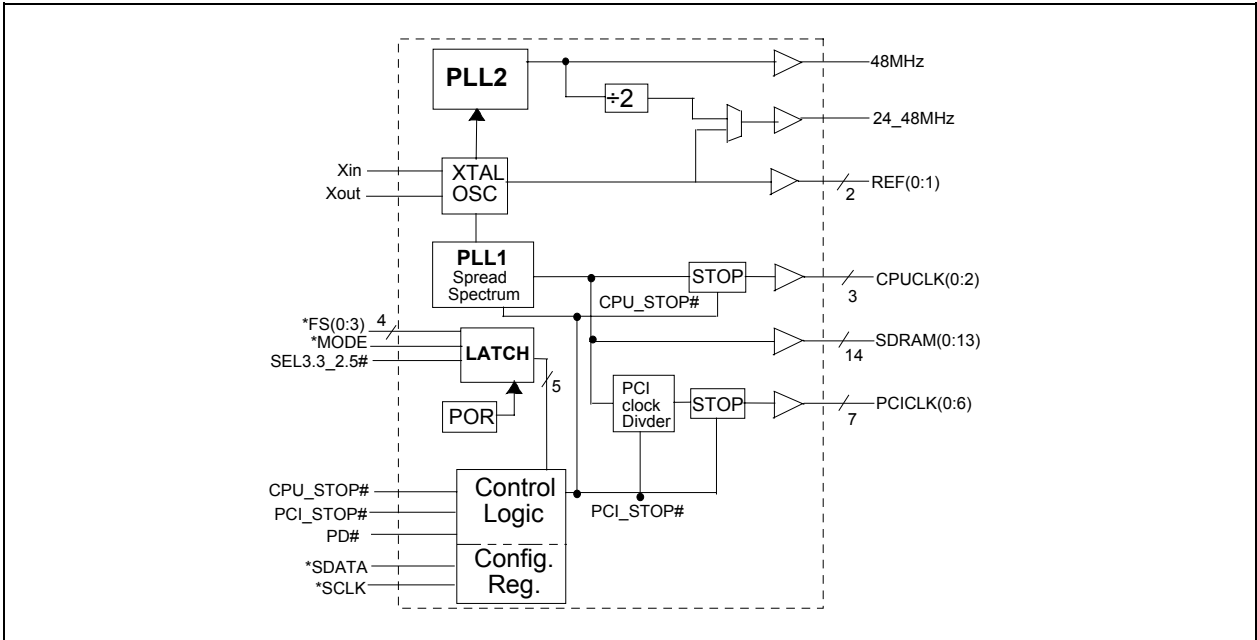 PLL2
48MHz
÷2
24_48MHz
Xin
Xout
XTAL
OSC
REF(0:1)
2
PLL1
Spread
Spectrum
STOP
CPUCLK(0:2)
3
CPU_STOP#
*FS(0:3)
4
*MODE
SEL3.3_2.5#
LATCH
5
SDRAM(0:13)
14
POR
PCI
clock
Divder
STOP
PCICLK(0:6)
7
CPU_STOP#
PCI_STOP#
PD#
Control
Logic
PCI_STOP#
*SDATA
*SCLK
Config.
Reg.